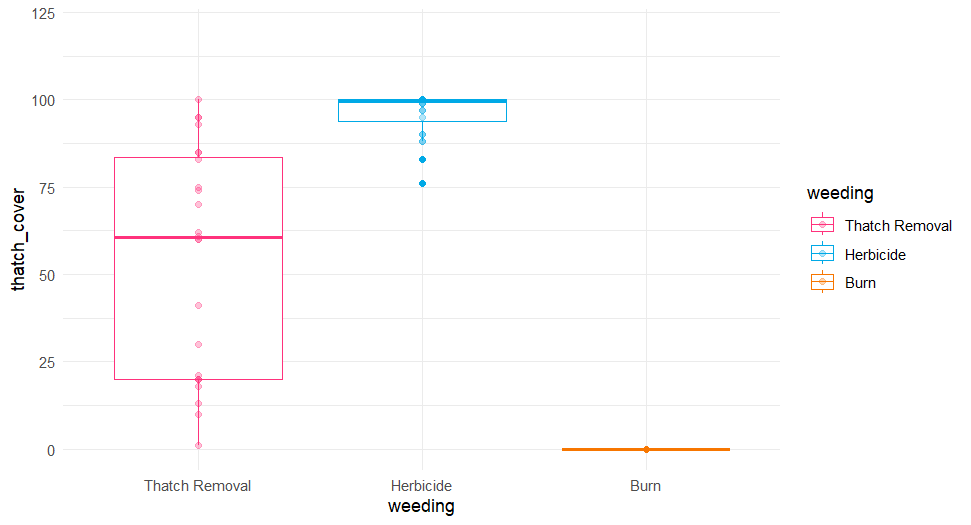 125
100
75
50
25
0
thatch_cover
Thatch Removal
Herbicide
Burn
weeding
weeding
Thatch Removal
Herbicide
Burn